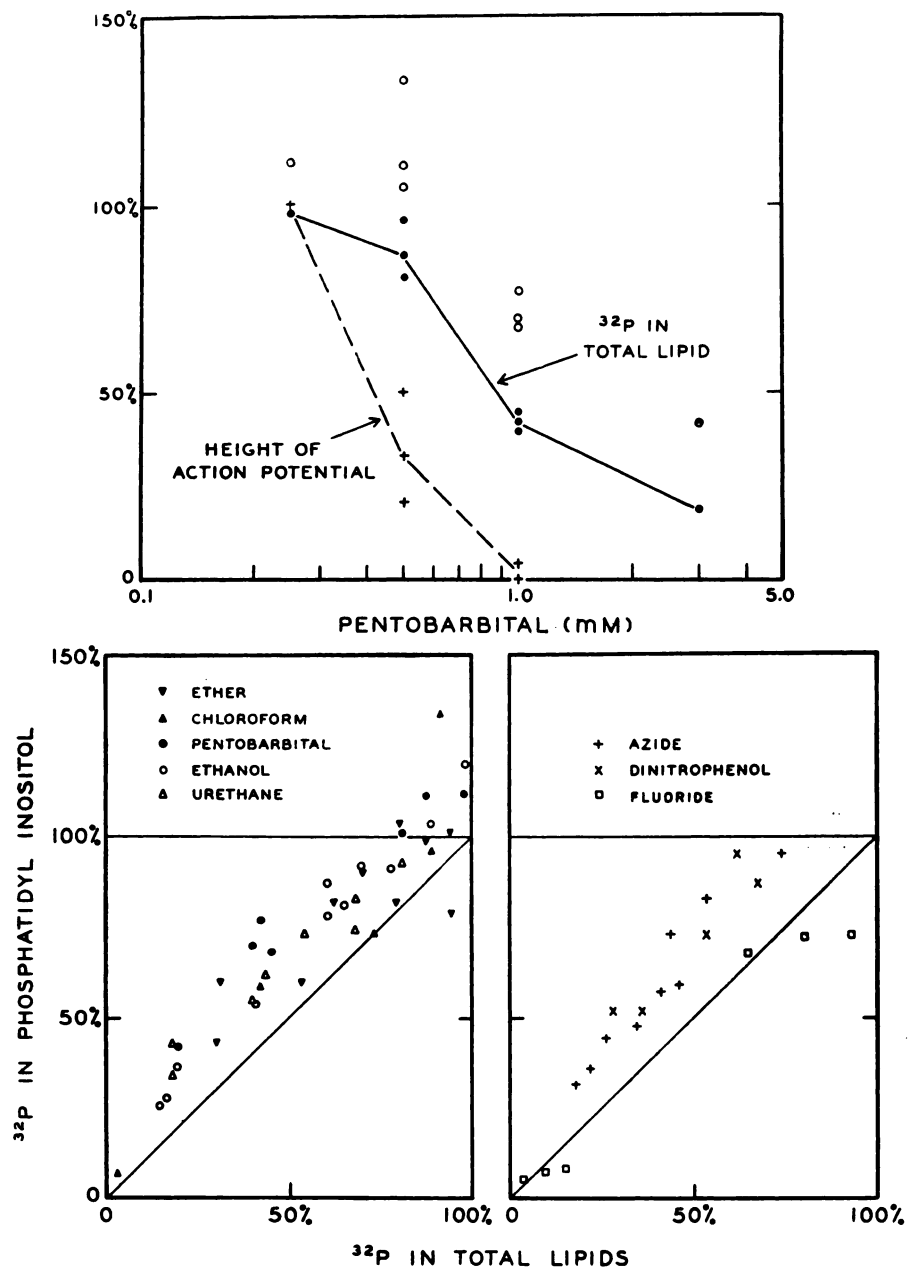 150%
100%
50%
0
³²P IN
TOTAL LIPID
HEIGHT OF
ACTION POTENTIAL
0.1
1.0
5.0
PENTOBARBITAL (mM)
150%
100%
50%
0
³²P IN PHOSPHATIDYL INOSITOL
ETHER
CHLOROFORM
PENTOBARBITAL
ETHANOL
URETHANE
0
50%
100%
AZIDE
DINITROPHENOL
FLUORIDE
0
50%
100%
³²P IN TOTAL LIPIDS